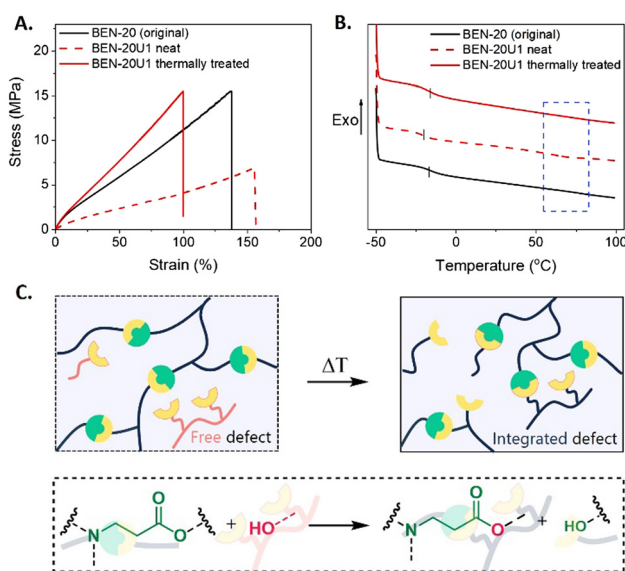 A.
BEN-20 (original)
BEN-20U1 neat
BEN-20U1 thermally treated
Stress (MPa)
20
15
10
5
0
0 50 100 150 200
Strain (%)
B.
BEN-20 (original)
BEN-20U1 neat
BEN-20U1 thermally treated
Exo
-50 0 50 100
Temperature (°C)
C.
Free defect
ΔT
Integrated defect
N O O + HO N O O + HO